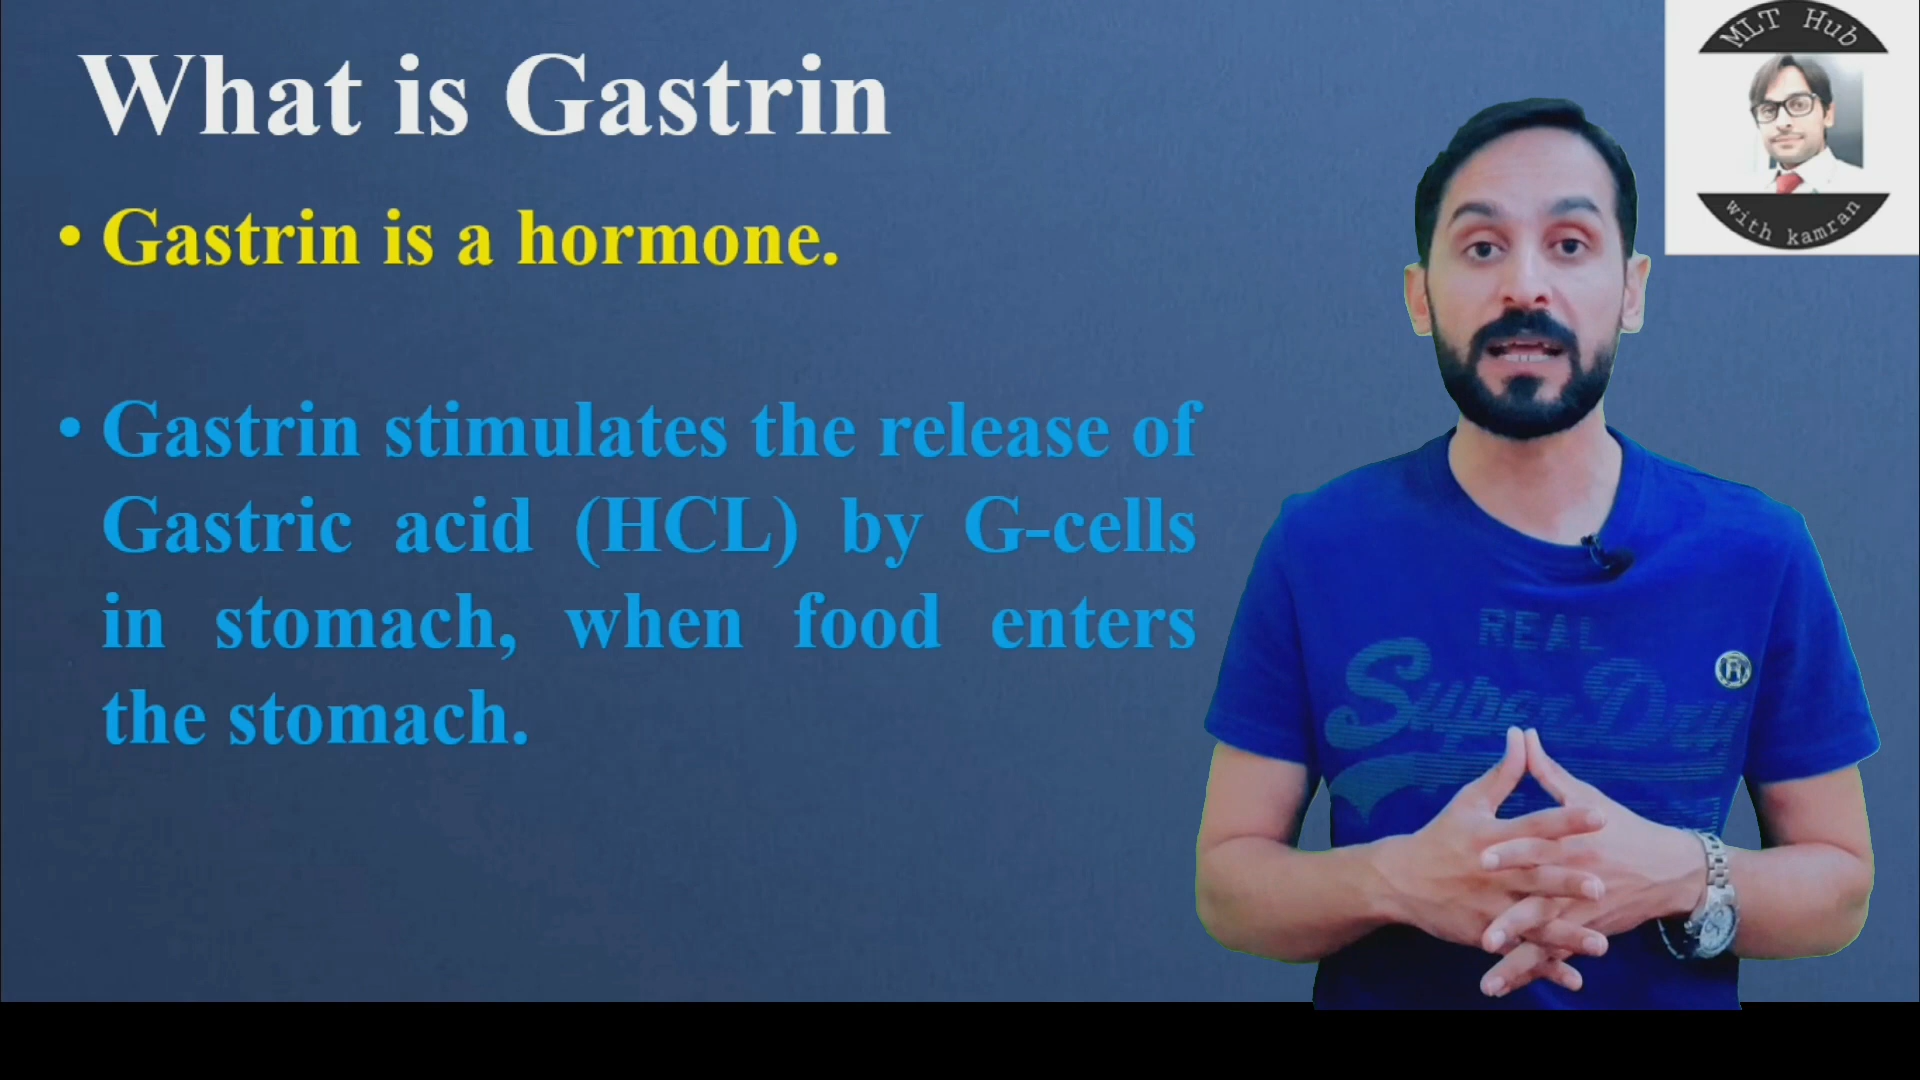 What is Gastrin
• Gastrin is a hormone.
• Gastrin stimulates the release of
Gastric acid (HCL) by G-cells
in stomach, when food enters
the stomach.
MLT Hub
with kamran
REAL
SuperDry
R